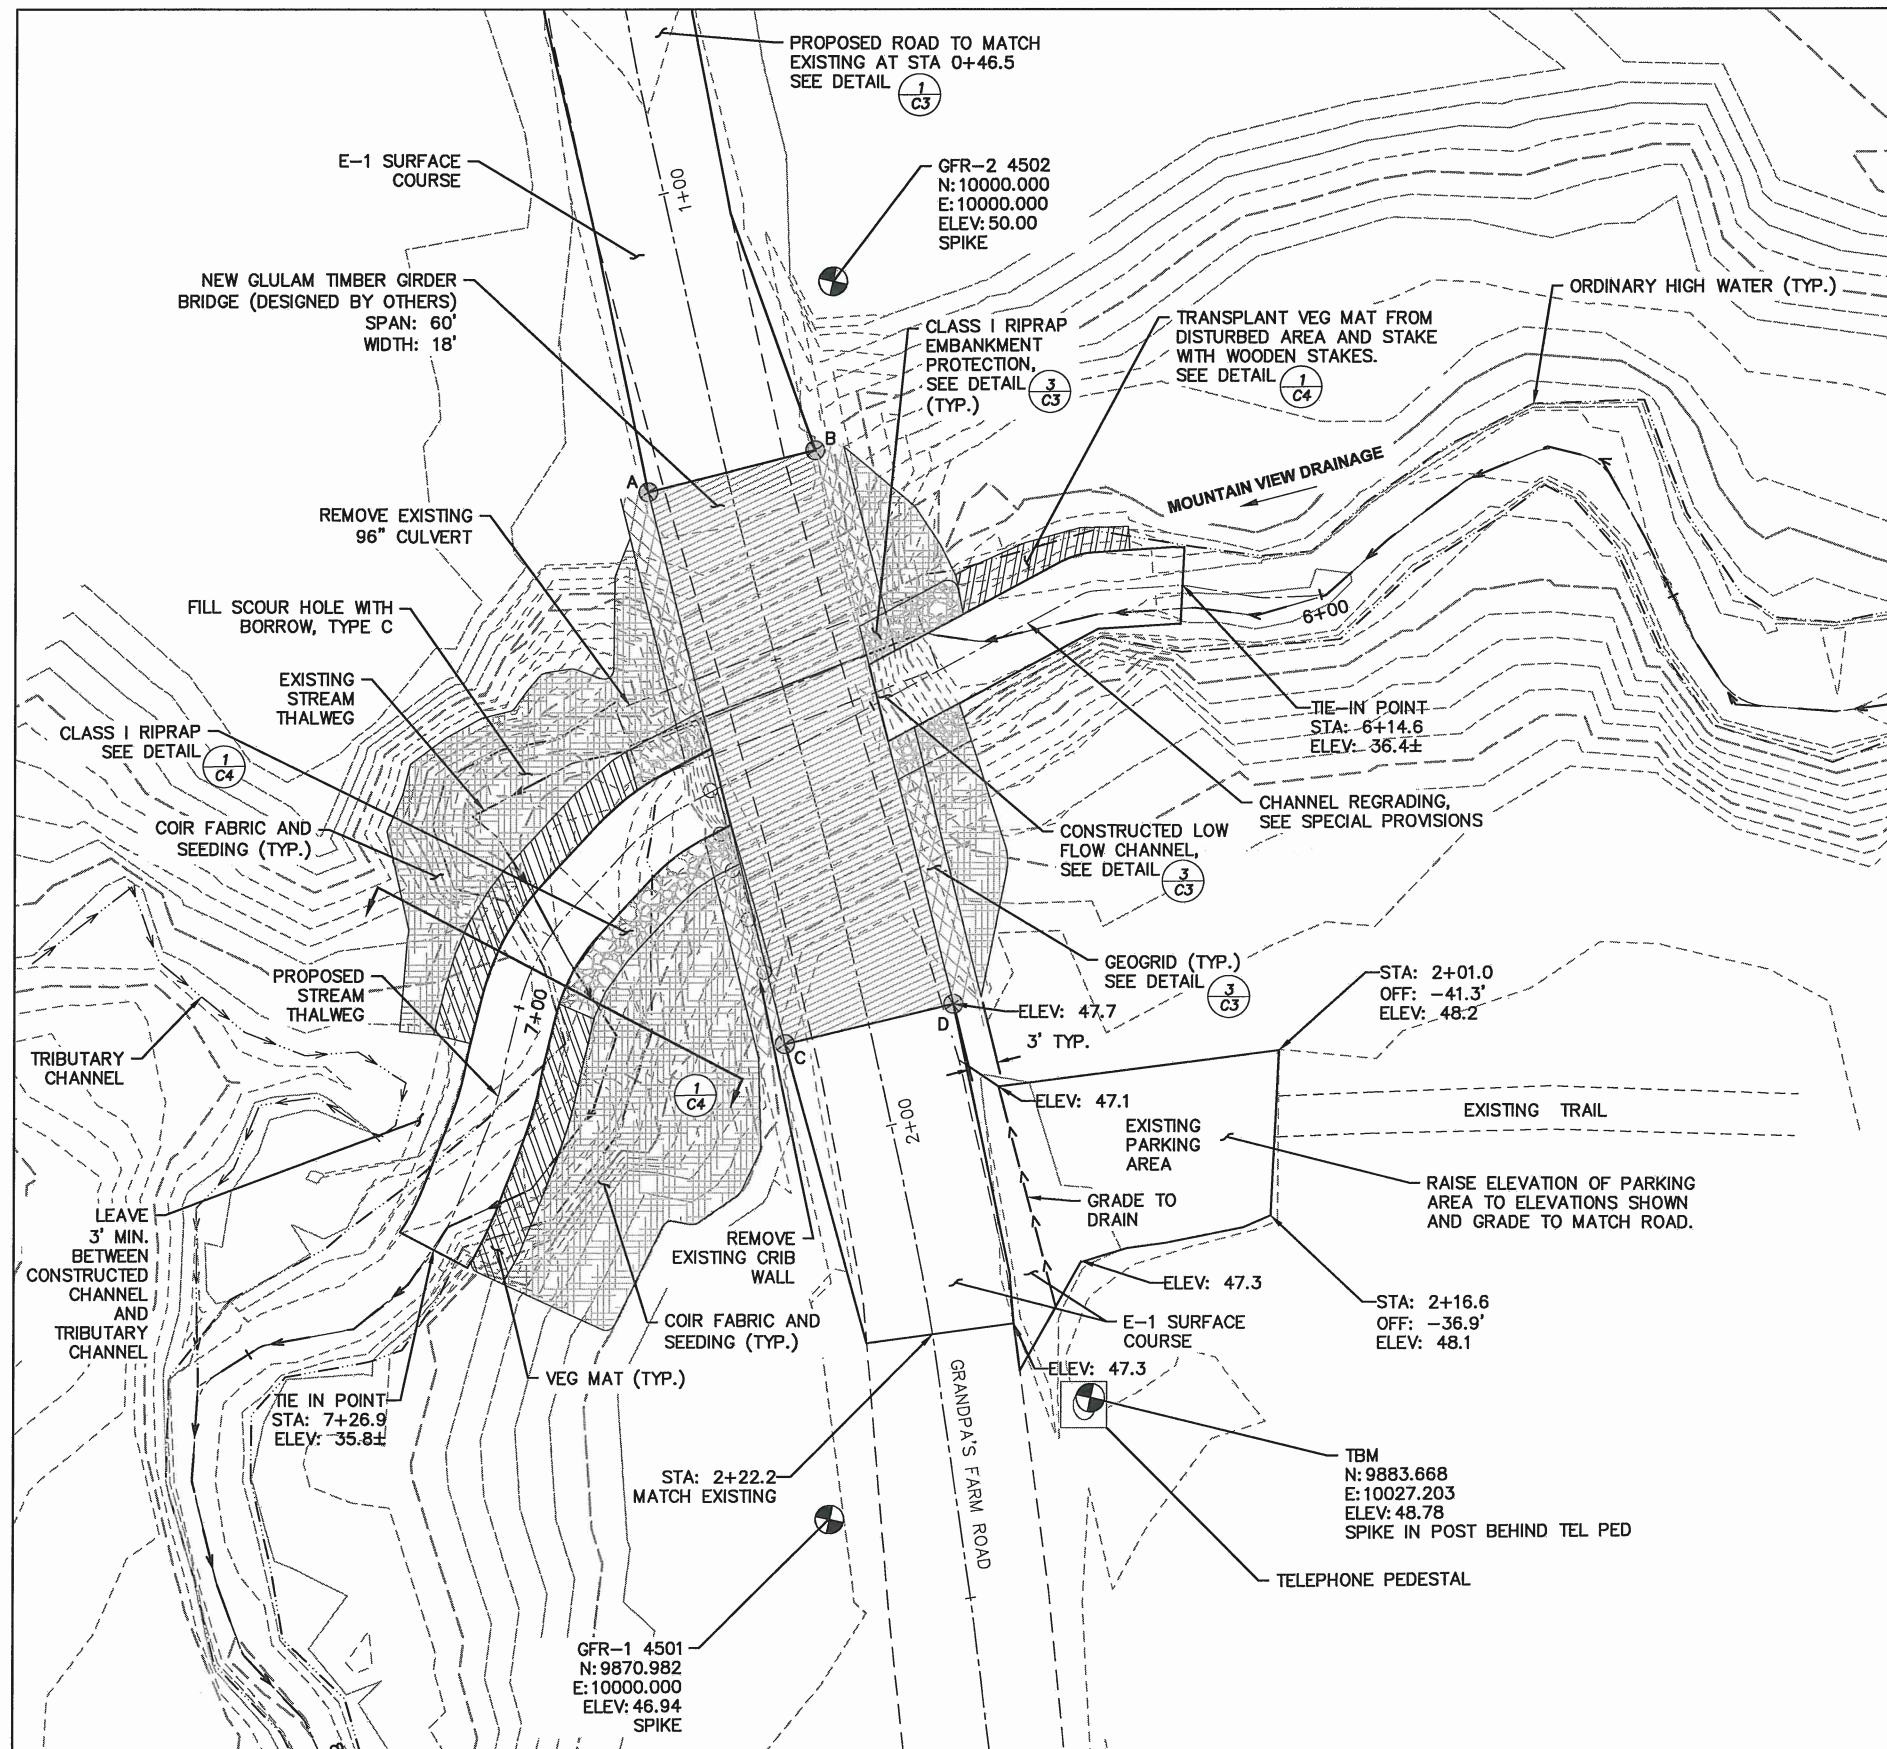 PROPOSED ROAD TO MATCH
EXISTING AT STA 0+46.5
SEE DETAIL 1
C3
E-1 SURFACE
COURSE
1+00
GFR-2 4502
N: 10000.000
E: 10000.000
ELEV: 50.00
SPIKE
NEW GLULAM TIMBER GIRDER
BRIDGE (DESIGNED BY OTHERS)
SPAN: 60'
WIDTH: 18'
CLASS I RIPRAP
EMBANKMENT
PROTECTION,
SEE DETAIL 3
C3
(TYP.)
TRANSPLANT VEG MAT FROM
DISTURBED AREA AND STAKE
WITH WOODEN STAKES.
SEE DETAIL 1
C4
ORDINARY HIGH WATER (TYP.)
B
A
MOUNTAIN VIEW DRAINAGE
REMOVE EXISTING
96" CULVERT
FILL SCOUR HOLE WITH
BORROW, TYPE C
6+00
EXISTING
STREAM
THALWEG
CLASS I RIPRAP
SEE DETAIL 1
C4
TIE-IN POINT
STA: 6+14.6
ELEV: 36.4±
CHANNEL REGRADING,
SEE SPECIAL PROVISIONS
COIR FABRIC AND
SEEDING (TYP.)
CONSTRUCTED LOW
FLOW CHANNEL,
SEE DETAIL 3
C3
GEOGRID (TYP.)
SEE DETAIL 3
C3
PROPOSED
STREAM
THALWEG
7+00
STA: 2+01.0
OFF: -41.3'
ELEV: 48.2
D
ELEV: 47.7
3' TYP.
C
TRIBUTARY
CHANNEL
1
C4
2+00
ELEV: 47.1
EXISTING
PARKING
AREA
EXISTING TRAIL
RAISE ELEVATION OF PARKING
AREA TO ELEVATIONS SHOWN
AND GRADE TO MATCH ROAD.
GRADE TO
DRAIN
LEAVE
3' MIN.
BETWEEN
CONSTRUCTED
CHANNEL
AND
TRIBUTARY
CHANNEL
REMOVE
EXISTING CRIB
WALL
ELEV: 47.3
STA: 2+16.6
OFF: -36.9'
ELEV: 48.1
COIR FABRIC AND
SEEDING (TYP.)
E-1 SURFACE
COURSE
VEG MAT (TYP.)
ELEV: 47.3
TIE IN POINT
STA: 7+26.9
ELEV: 35.8±
GRANDPA'S FARM ROAD
STA: 2+22.2
MATCH EXISTING
TBM
N: 9883.668
E: 10027.203
ELEV: 48.78
SPIKE IN POST BEHIND TEL PED
TELEPHONE PEDESTAL
GFR-1 4501
N: 9870.982
E: 10000.000
ELEV: 46.94
SPIKE